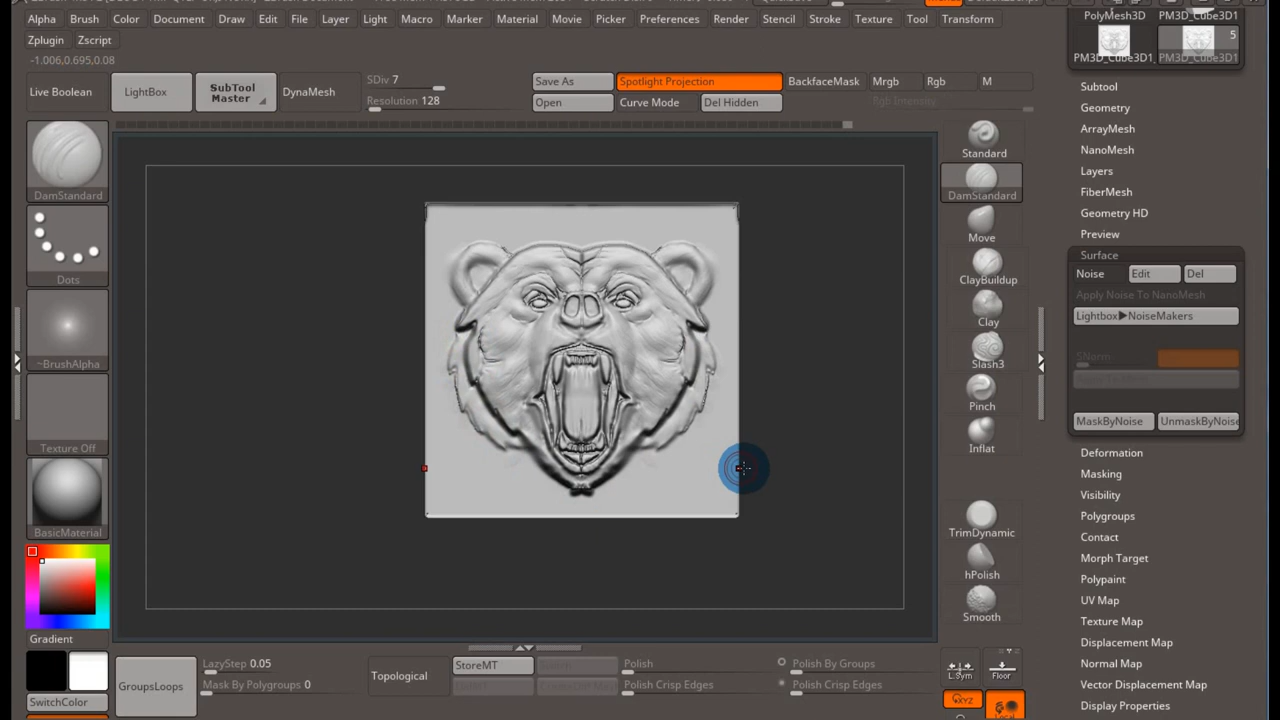 Alpha Brush Color Document Draw Edit File Layer Light Macro Marker Material Movie Picker Preferences Render Stencil Stroke Texture Tool Transform
Zplugin Zscript
-1.006,0.695,0.08
Live Boolean
LightBox
SubTool
Master
DynaMesh
SDiv 7
Resolution 128
Save As
Open
Spotlight Projection
Curve Mode
Del Hidden
BackfaceMask
Mrgb
Rgb
M
Rgb Intensity
DamStandard
Dots
~BrushAlpha
Texture Off
BasicMaterial
Gradient
SwitchColor
GroupsLoops
LazyStep 0.05
Mask By Polygroups 0
Topological
StoreMT
Polish
Polish Crisp Edges
Polish By Groups
Polish Crisp Edges
L.Sym
Floor
Standard
DamStandard
Move
ClayBuildup
Clay
Slash3
Pinch
Inflat
TrimDynamic
hPolish
Smooth
PolyMesh3D
PM3D_Cube3D1
5
PM3D_Cube3D1_
PM3D_Cube3D1
Subtool
Geometry
ArrayMesh
NanoMesh
Layers
FiberMesh
Geometry HD
Preview
Surface
Noise
Edit
Del
Apply Noise To NanoMesh
Lightbox▶NoiseMakers
SNorm
MaskByNoise
UnmaskByNoise
Deformation
Masking
Visibility
Polygroups
Contact
Morph Target
Polypaint
UV Map
Texture Map
Displacement Map
Normal Map
Vector Displacement Map
Display Properties